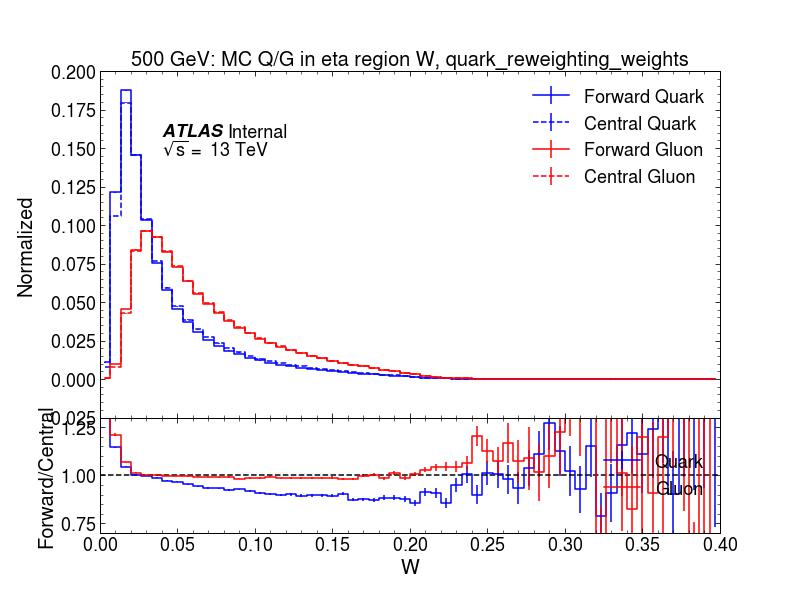 500 GeV: MC Q/G in eta region W, quark_reweighting_weights
0.200
0.175
0.150
0.125
0.100
0.075
0.050
0.025
0.000
0.025
Normalized
ATLAS Internal
√s = 13 TeV
Forward Quark
Central Quark
Forward Gluon
Central Gluon
1.25
1.00
0.75
Forward/Central
Quark
Gluon
0.00 0.05 0.10 0.15 0.20 0.25 0.30 0.35 0.40
W